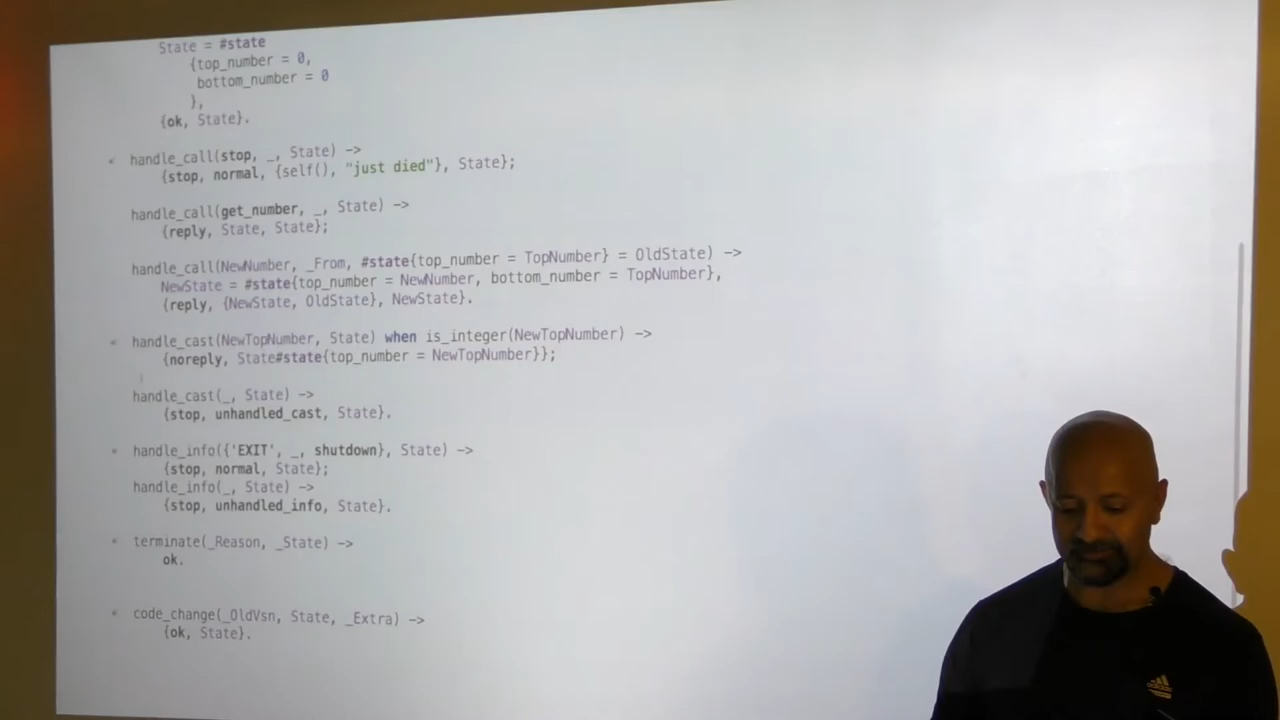 State = #state
{top_number = 0,
bottom_number = 0
},
{ok, State}.
handle_call(stop, _, State) ->
{stop, normal, {self(), "just died"}, State};
handle_call(get_number, _, State) ->
{reply, State, State};
handle_call(NewNumber, _From, #state{top_number = TopNumber} = OldState) ->
NewState = #state{top_number = NewNumber, bottom_number = TopNumber},
{reply, {NewState, OldState}, NewState}.
handle_cast(NewTopNumber, State) when is_integer(NewTopNumber) ->
{noreply, State#state{top_number = NewTopNumber}};
handle_cast(_, State) ->
{stop, unhandled_cast, State}.
handle_info({'EXIT', _, shutdown}, State) ->
{stop, normal, State};
handle_info(_, State) ->
{stop, unhandled_info, State}.
terminate(_Reason, _State) ->
ok.
code_change(_OldVsn, State, _Extra) ->
{ok, State}.
adidas